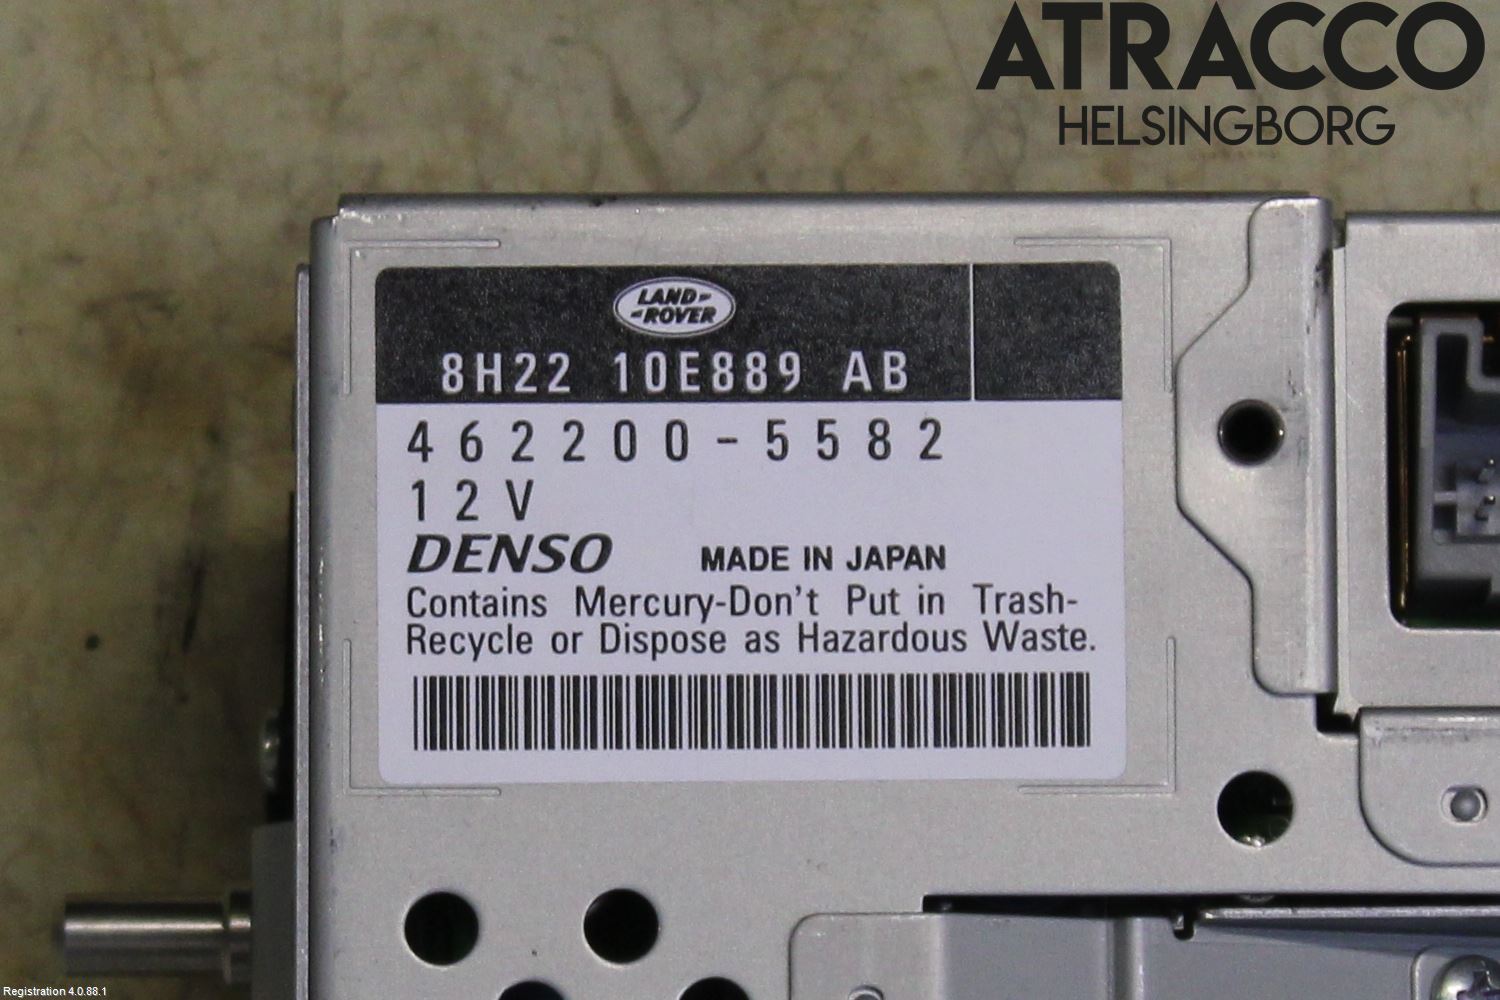 ATRACCO
HELSINGBORG
LAND-
-ROVER
8H22 10E889 AB
462200-5582
12V
DENSO MADE IN JAPAN
Contains Mercury-Don't Put in Trash-
Recycle or Dispose as Hazardous Waste.
Registration 4.0.88.1